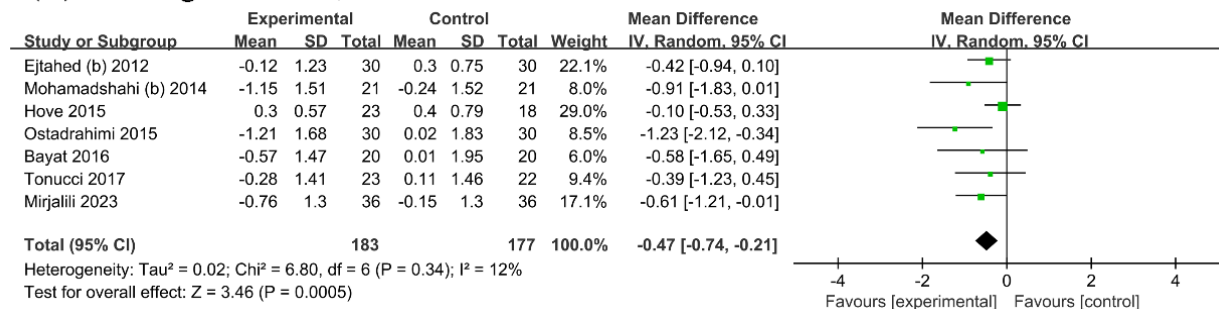 Experimental Control Mean Difference Mean Difference
Study or Subgroup Mean SD Total Mean SD Total Weight IV, Random, 95% CI IV, Random, 95% CI
Ejtahed (b) 2012 -0.12 1.23 30 0.3 0.75 30 22.1% -0.42 [-0.94, 0.10]
Mohamadshahi (b) 2014 -1.15 1.51 21 -0.24 1.52 21 8.0% -0.91 [-1.83, 0.01]
Hove 2015 0.3 0.57 23 0.4 0.79 18 29.0% -0.10 [-0.53, 0.33]
Ostadrahimi 2015 -1.21 1.68 30 0.02 1.83 30 8.5% -1.23 [-2.12, -0.34]
Bayat 2016 -0.57 1.47 20 0.01 1.95 20 6.0% -0.58 [-1.65, 0.49]
Tonucci 2017 -0.28 1.41 23 0.11 1.46 22 9.4% -0.39 [-1.23, 0.45]
Mirjalili 2023 -0.76 1.3 36 -0.15 1.3 36 17.1% -0.61 [-1.21, -0.01]
Total (95% CI) 183 177 100.0% -0.47 [-0.74, -0.21]
Heterogeneity: Tau² = 0.02; Chi² = 6.80, df = 6 (P = 0.34); I² = 12%
Test for overall effect: Z = 3.46 (P = 0.0005)
-4 -2 0 2 4
Favours [experimental] Favours [control]